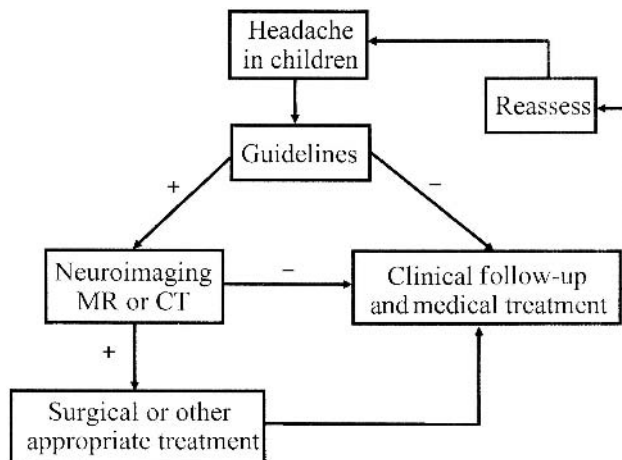 Headache
in children
Reassess
Guidelines
+
−
Neuroimaging
MR or CT
−
Clinical follow-up
and medical treatment
+
Surgical or other
appropriate treatment